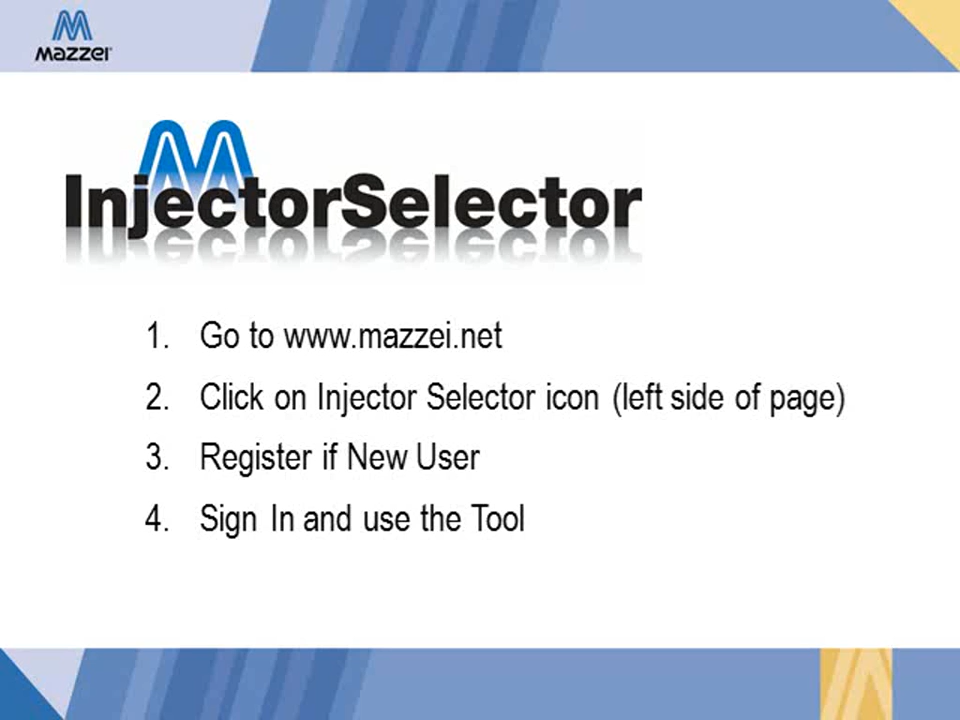 mazzei
InjectorSelector
1. Go to www.mazzei.net
2. Click on Injector Selector icon (left side of page)
3. Register if New User
4. Sign In and use the Tool